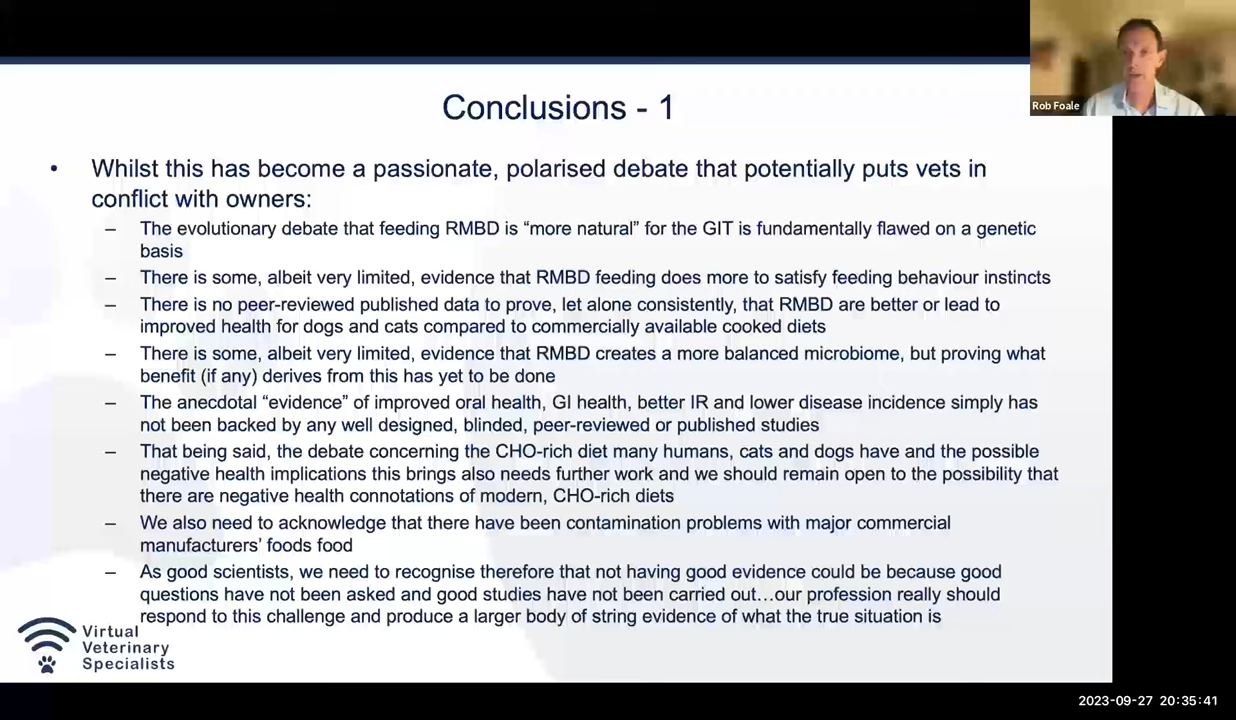 Rob Foale
Conclusions - 1
• Whilst this has become a passionate, polarised debate that potentially puts vets in
conflict with owners:
– The evolutionary debate that feeding RMBD is “more natural” for the GIT is fundamentally flawed on a genetic
basis
– There is some, albeit very limited, evidence that RMBD feeding does more to satisfy feeding behaviour instincts
– There is no peer-reviewed published data to prove, let alone consistently, that RMBD are better or lead to
improved health for dogs and cats compared to commercially available cooked diets
– There is some, albeit very limited, evidence that RMBD creates a more balanced microbiome, but proving what
benefit (if any) derives from this has yet to be done
– The anecdotal “evidence” of improved oral health, GI health, better IR and lower disease incidence simply has
not been backed by any well designed, blinded, peer-reviewed or published studies
– That being said, the debate concerning the CHO-rich diet many humans, cats and dogs have and the possible
negative health implications this brings also needs further work and we should remain open to the possibility that
there are negative health connotations of modern, CHO-rich diets
– We also need to acknowledge that there have been contamination problems with major commercial
manufacturers’ foods food
– As good scientists, we need to recognise therefore that not having good evidence could be because good
questions have not been asked and good studies have not been carried out…our profession really should
respond to this challenge and produce a larger body of string evidence of what the true situation is
Virtual
Veterinary
Specialists
2023-09-27 20:35:41